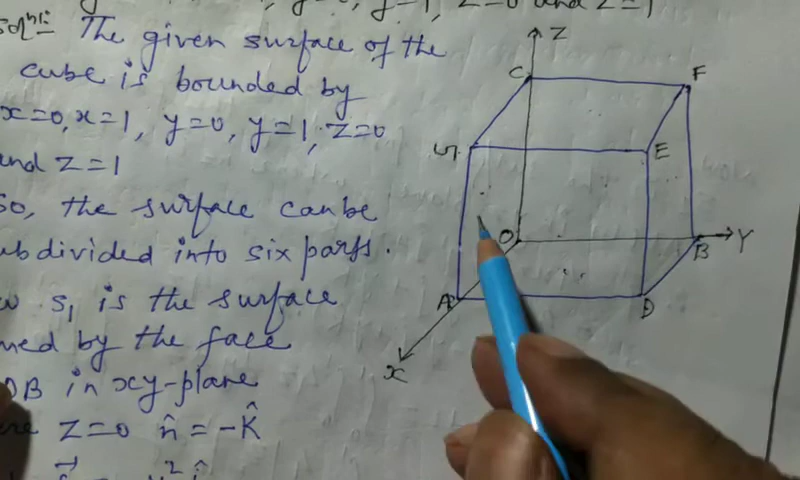 Solⁿ:- The given surface of the
cube is bounded by
x=0, x=1, y=0, y=1, z=0
and z=1
So, the surface can be
subdivided into six parts.
S₁ is the surface
by the face
in xy-plane
z=0 n̂ = -K̂
Z
C
F
G
E
O
Y
B
A
D
X